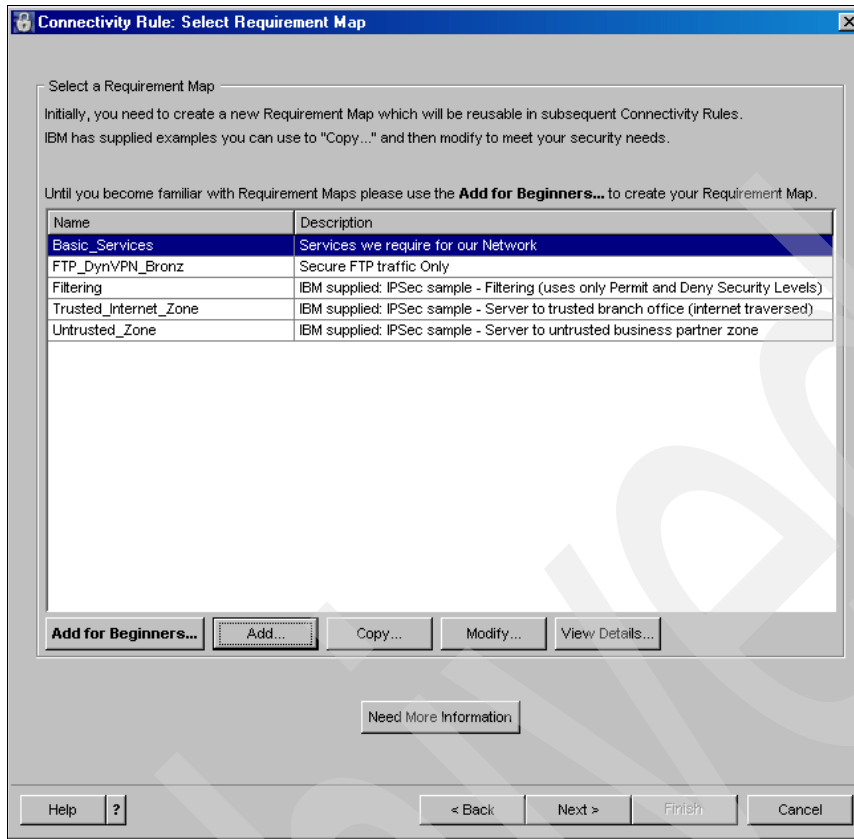 Connectivity Rule: Select Requirement Map
Select a Requirement Map
Initially, you need to create a new Requirement Map which will be reusable in subsequent Connectivity Rules.
IBM has supplied examples you can use to "Copy..." and then modify to meet your security needs.
Until you become familiar with Requirement Maps please use the Add for Beginners... to create your Requirement Map.
Name Description
Basic_Services Services we require for our Network
FTP_DynVPN_Bronz Secure FTP traffic Only
Filtering IBM supplied: IPSec sample - Filtering (uses only Permit and Deny Security Levels)
Trusted_Internet_Zone IBM supplied: IPSec sample - Server to trusted branch office (internet traversed)
Untrusted_Zone IBM supplied: IPSec sample - Server to untrusted business partner zone
Add for Beginners... Add... Copy... Modify... View Details...
Need More Information
Help ? < Back Next > Finish Cancel